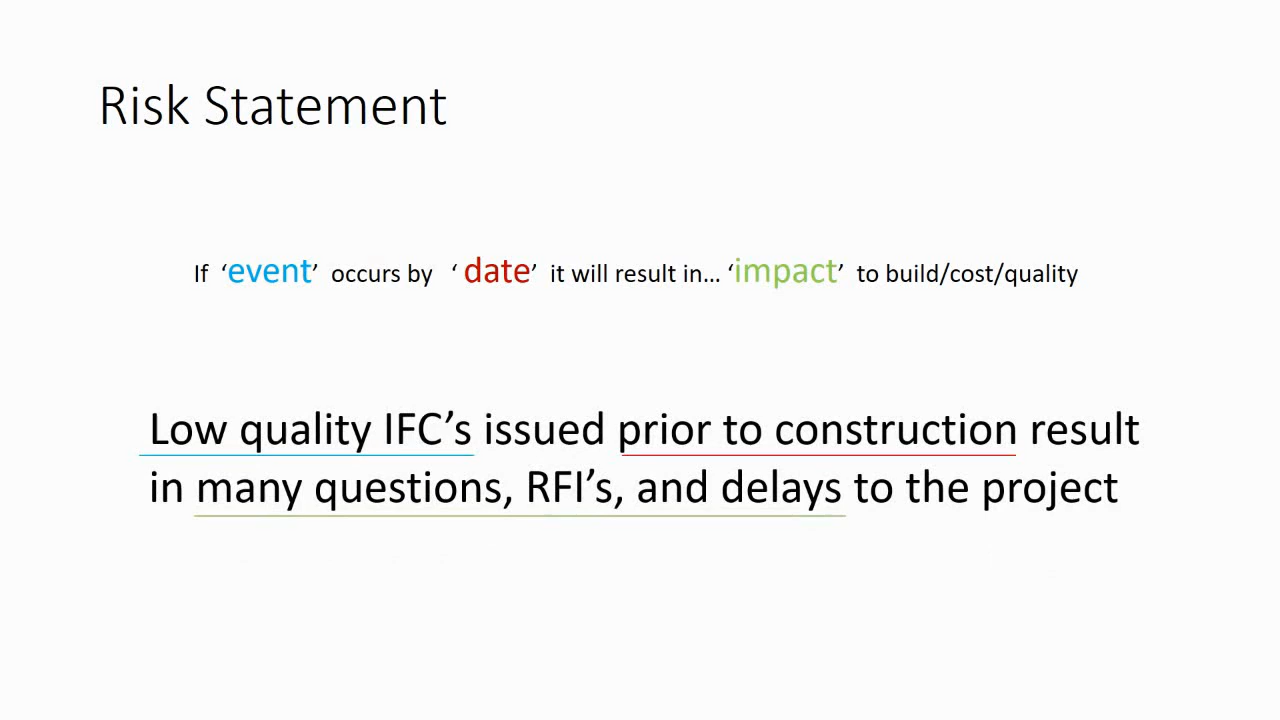 Risk Statement
If ‘event’ occurs by ‘ date’ it will result in… ‘impact’ to build/cost/quality
Low quality IFC’s issued prior to construction result
in many questions, RFI’s, and delays to the project